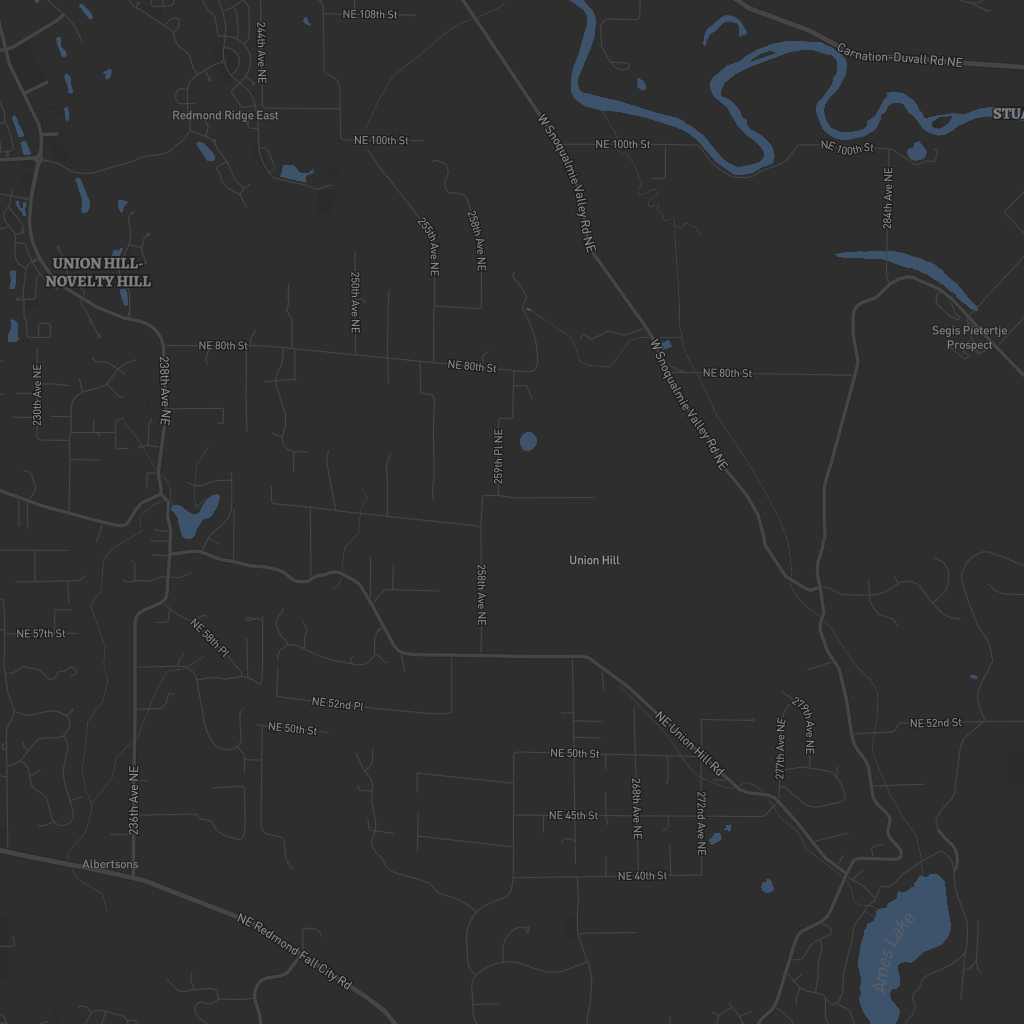 NE 108th St
244th Ave NE
Carnation-Duvall Rd NE
Redmond Ridge East
STUA
NE 100th St
W Snoqualmie Valley Rd NE
NE 100th St
NE 100th St
284th Ave NE
255th Ave NE
258th Ave NE
UNION HILL-
NOVELTY HILL
250th Ave NE
Segis Pietertje
Prospect
NE 80th St
NE 80th St
W Snoqualmie Valley Rd NE
NE 80th St
230th Ave NE
238th Ave NE
259th Pl NE
Union Hill
258th Ave NE
NE 57th St
NE 58th Pl
NE 52nd Pl
NE 50th St
NE Union Hill Rd
279th Ave NE
277th Ave NE
NE 52nd St
NE 50th St
236th Ave NE
268th Ave NE
272nd Ave NE
NE 45th St
Albertsons
NE 40th St
NE Redmond Fall City Rd
Ames Lake